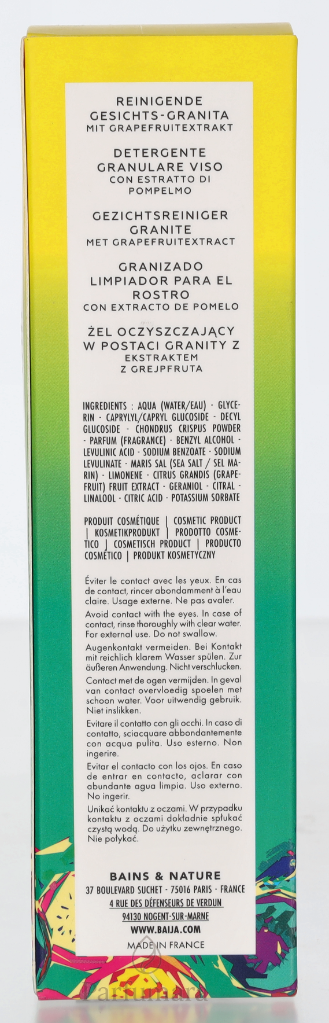 REINIGENDE
GESICHTS-GRANITA
MIT GRAPEFRUITEXTRAKT
DETERGENTE
GRANULARE VISO
CON ESTRATTO DI
POMPELMO
GEZICHTSREINIGER
GRANITE
MET GRAPEFRUITEXTRACT
GRANIZADO
LIMPIADOR PARA EL
ROSTRO
CON EXTRACTO DE POMELO
ŻEL OCZYSZCZAJĄCY
W POSTACI GRANITY Z
EKSTRAKTEM
Z GREJPFRUTA
INGREDIENTS : AQUA (WATER/EAU) · GLYCE-
RIN · CAPRYLYL/CAPRYL GLUCOSIDE · DECYL
GLUCOSIDE · CHONDRUS CRISPUS POWDER
· PARFUM (FRAGRANCE) · BENZYL ALCOHOL ·
LEVULINIC ACID · SODIUM BENZOATE · SODIUM
LEVULINATE · MARIS SAL (SEA SALT / SEL MA-
RIN) · LIMONENE · CITRUS GRANDIS (GRAPE-
FRUIT) FRUIT EXTRACT · GERANIOL · CITRAL ·
LINALOOL · CITRIC ACID · POTASSIUM SORBATE
PRODUIT COSMÉTIQUE | COSMETIC PRODUCT
| KOSMETIKPRODUKT | PRODOTTO COSME-
TICO | COSMETISCH PRODUCT | PRODUCTO
COSMÉTICO | PRODUKT KOSMETYCZNY
Éviter le contact avec les yeux. En cas
de contact, rincer abondamment à l'eau
claire. Usage externe. Ne pas avaler.
Avoid contact with the eyes. In case of
contact, rinse thoroughly with clear water.
For external use. Do not swallow.
Augenkontakt vermeiden. Bei Kontakt
mit reichlich klarem Wasser spülen. Zur
äußeren Anwendung. Nicht verschlucken.
Contact met de ogen vermijden. In geval
van contact overvloedig spoelen met
schoon water. Voor uitwendig gebruik.
Niet inslikken.
Evitare il contatto con gli occhi. In caso di
contatto, sciacquare abbondantemente
con acqua pulita. Uso esterno. Non
ingerire.
Evitar el contacto con los ojos. En caso
de entrar en contacto, aclarar con
abundante agua limpia. Uso externo.
No ingerir.
Unikać kontaktu z oczami. W przypadku
kontaktu z oczami dokładnie spłukać
czystą wodą. Do użytku zewnętrznego.
Nie połykać.
BAINS & NATURE
37 BOULEVARD SUCHET - 75016 PARIS - FRANCE
4 RUE DES DÉFENSEURS DE VERDUN
94130 NOGENT-SUR-MARNE
WWW.BAIJA.COM
MADE IN FRANCE